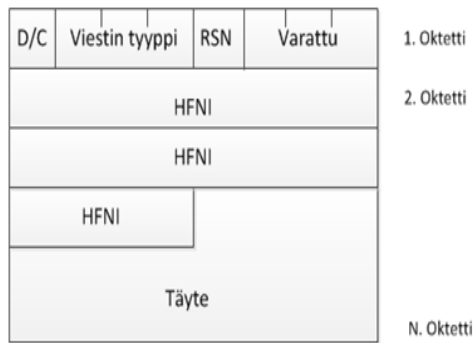 D/C Viestin tyyppi RSN Varattu 1. Oktetti
HFNI 2. Oktetti
HFNI
HFNI
Täyte
N. Oktetti